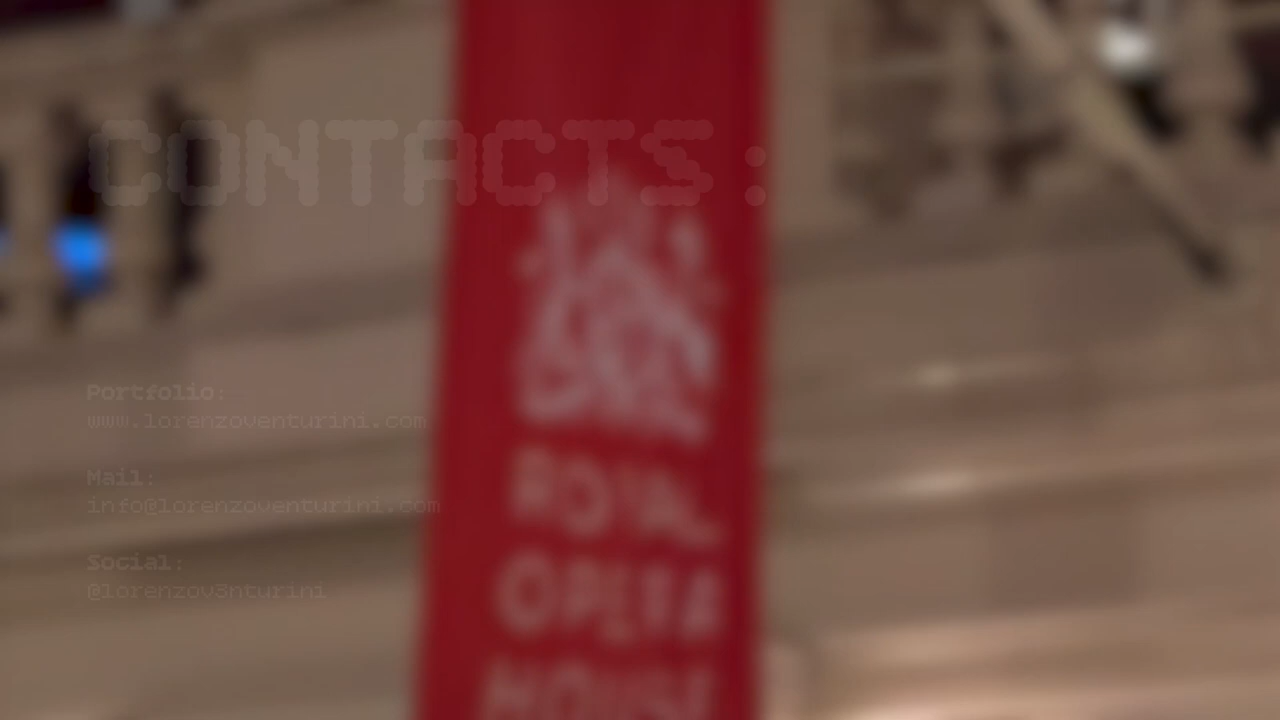 CONTACTS:
Portfolio:
www.lorenzoventurini.com
Mail:
info@lorenzoventurini.com
Social:
@lorenzov3nturini
ROYAL
OPERA
HOUSE